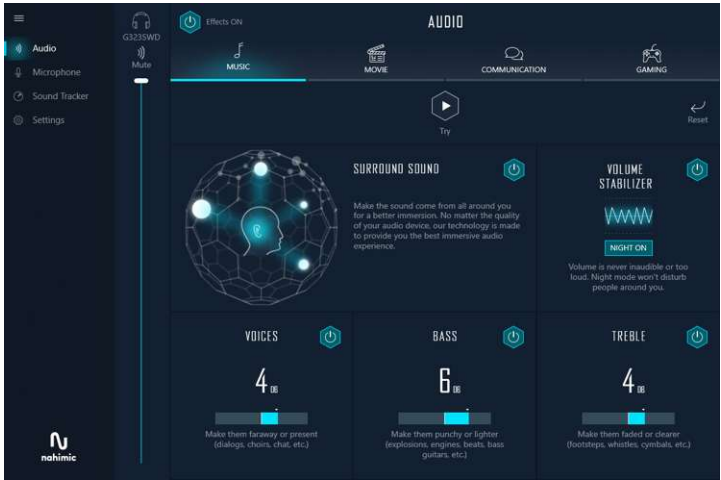 Effects ON
AUDIO
G323SWD
Mute
Audio
Microphone
Sound Tracker
Settings
MUSIC
MOVIE
COMMUNICATION
GAMING
Try
Reset
SURROUND SOUND
Make the sound come from all around you
for a better immersion. No matter the quality
of your audio device, our technology is made
to provide you the best immersive audio
experience.
VOLUME
STABILIZER
NIGHT ON
Volume is never inaudible or too
loud. Night mode won't disturb
people around you.
VOICES
4 DB
Make them faraway or present
(dialogs, choirs, chat, etc.)
BASS
6 DB
Make them punchy or lighter
(explosions, engines, beats, bass
guitars, etc.)
TREBLE
4 DB
Make them faded or clearer
(footsteps, whistles, cymbals, etc.)
nahimic